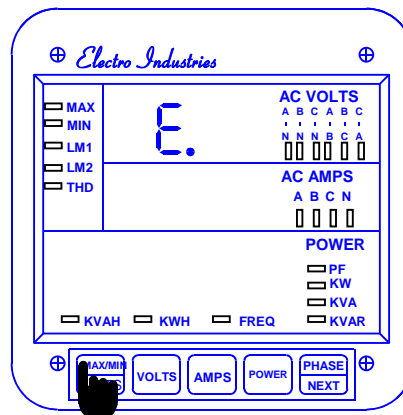 Electro Industries
MAX
MIN
LM1
LM2
THD
E.
AC VOLTS
A B C A B C
- - - - - -
N N N B C A
AC AMPS
A B C N
POWER
PF
KW
KVA
KVAR
KVAH KWH FREQ
MAX/MIN
VOLTS
AMPS
POWER
PHASE
NEXT